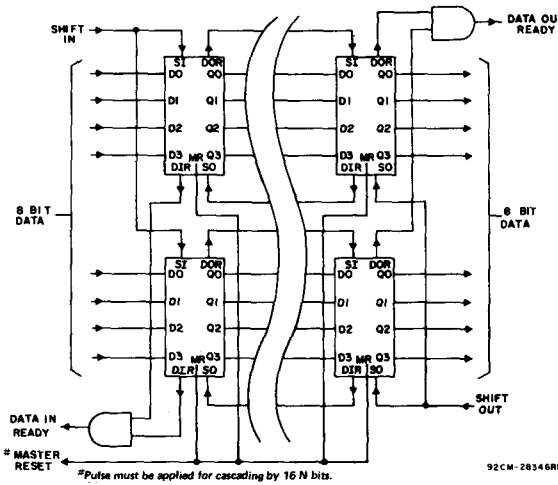 SHIFT IN
DATA OU
READY
SI DOR
D0 Q0
D1 Q1
D2 Q2
D3 MR Q3
DIR SO
SI DOR
D0 Q0
D1 Q1
D2 Q2
D3 MR Q3
DIR SO
8 BIT DATA
8 BIT DATA
SI DOR
D0 Q0
D1 Q1
D2 Q2
D3 MR Q3
DIR SO
SI DOR
D0 Q0
D1 Q1
D2 Q2
D3 MR Q3
DIR SO
DATA IN READY
SHIFT OUT
# MASTER RESET
#Pulse must be applied for cascading by 16 N bits.
92CM-28346R